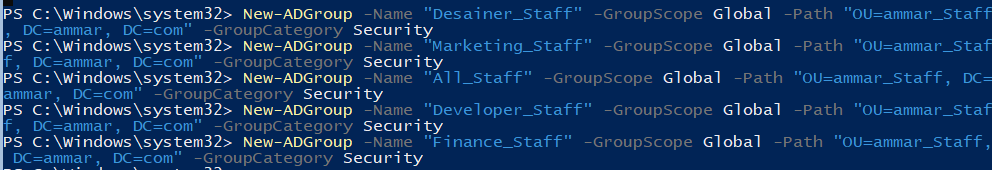 PS C:\Windows\system32> New-ADGroup -Name "Desainer_Staff" -GroupScope Global -Path "OU=ammar_Staff
, DC=ammar, DC=com" -GroupCategory Security
PS C:\Windows\system32> New-ADGroup -Name "Marketing_Staff" -GroupScope Global -Path "OU=ammar_Staf
f, DC=ammar, DC=com" -GroupCategory Security
PS C:\Windows\system32> New-ADGroup -Name "All_Staff" -GroupScope Global -Path "OU=ammar_Staff, DC=
ammar, DC=com" -GroupCategory Security
PS C:\Windows\system32> New-ADGroup -Name "Developer_Staff" -GroupScope Global -Path "OU=ammar_Staf
f, DC=ammar, DC=com" -GroupCategory Security
PS C:\Windows\system32> New-ADGroup -Name "Finance_Staff" -GroupScope Global -Path "OU=ammar_Staff,
 DC=ammar, DC=com" -GroupCategory Security